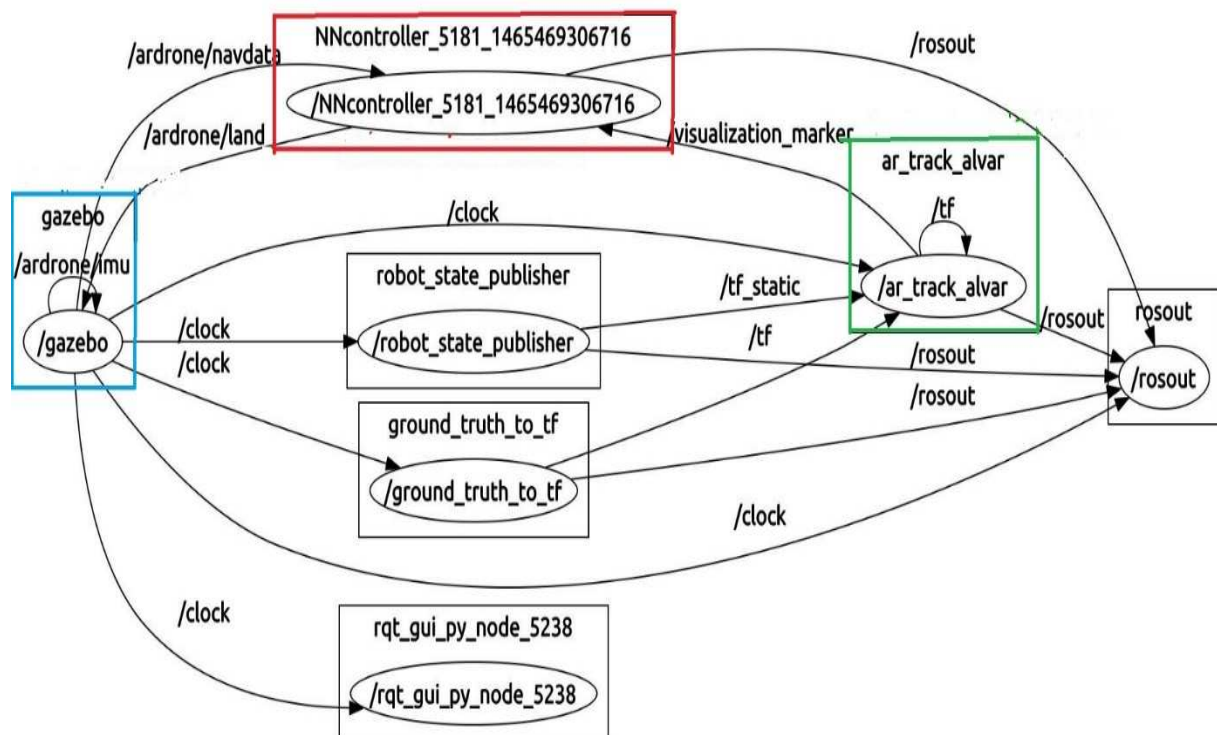 NNcontroller_5181_1465469306716
/rosout
/ardrone/navdata
/NNcontroller_5181_1465469306716
/ardrone/land
/visualization_marker
ar_track_alvar
gazebo
/clock
/tf
/ardrone/imu
robot_state_publisher
/tf_static
/ar_track_alvar
/clock
/rosout
rosout
/gazebo
/robot_state_publisher
/tf
/clock
/rosout
/rosout
/rosout
ground_truth_to_tf
/ground_truth_to_tf
/clock
/clock
rqt_gui_py_node_5238
/rqt_gui_py_node_5238